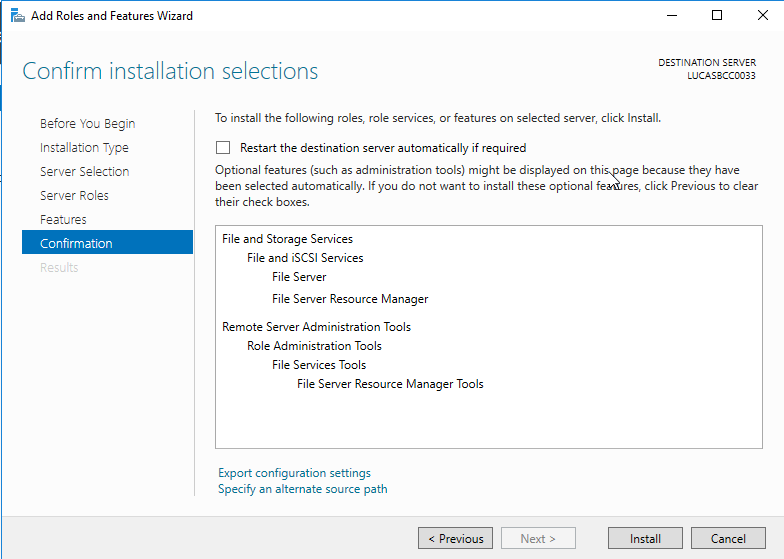 Add Roles and Features Wizard
Confirm installation selections
DESTINATION SERVER
LUCASBCC0033
Before You Begin
Installation Type
Server Selection
Server Roles
Features
Confirmation
Results
To install the following roles, role services, or features on selected server, click Install.
Restart the destination server automatically if required
Optional features (such as administration tools) might be displayed on this page because they have
been selected automatically. If you do not want to install these optional features, click Previous to clear
their check boxes.
File and Storage Services
File and iSCSI Services
File Server
File Server Resource Manager
Remote Server Administration Tools
Role Administration Tools
File Services Tools
File Server Resource Manager Tools
Export configuration settings
Specify an alternate source path
< Previous
Next >
Install
Cancel